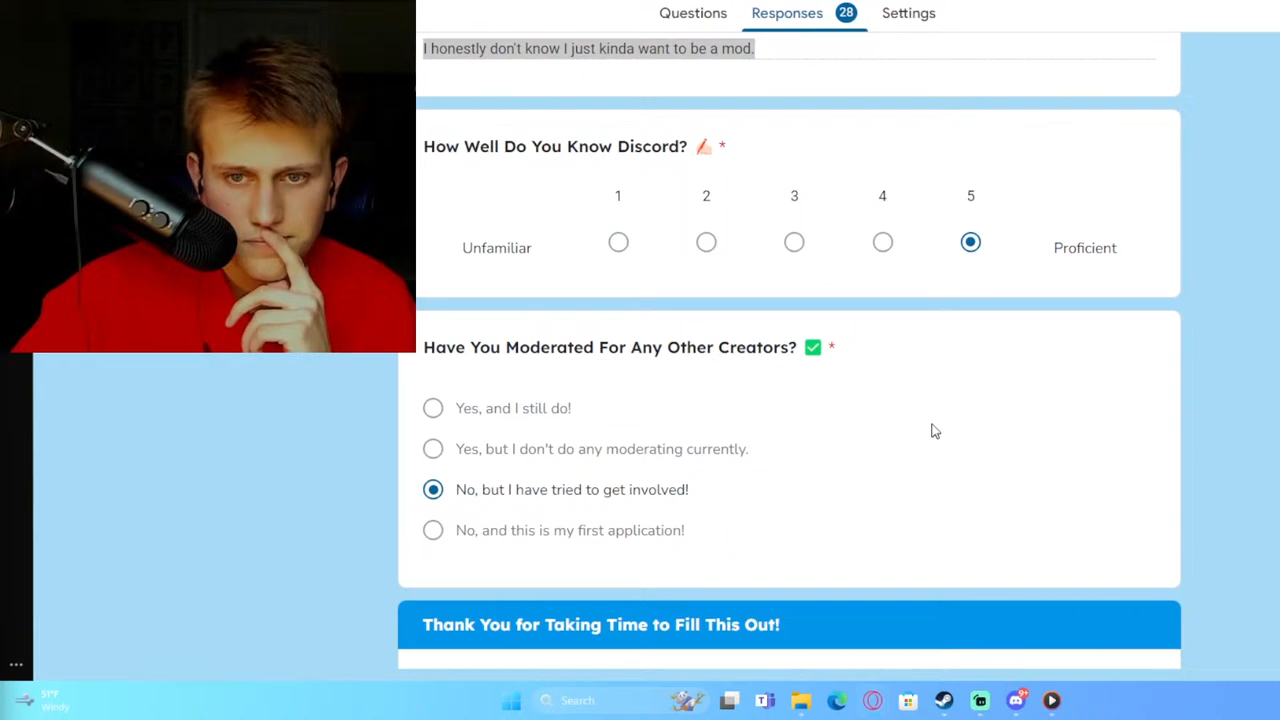 Questions Responses 28 Settings
I honestly don't know I just kinda want to be a mod.
How Well Do You Know Discord? ✍🏻 *
1 2 3 4 5
Unfamiliar Proficient
Have You Moderated For Any Other Creators? ✅ *
Yes, and I still do!
Yes, but I don't do any moderating currently.
No, but I have tried to get involved!
No, and this is my first application!
Thank You for Taking Time to Fill This Out!
51°F
Windy
Search